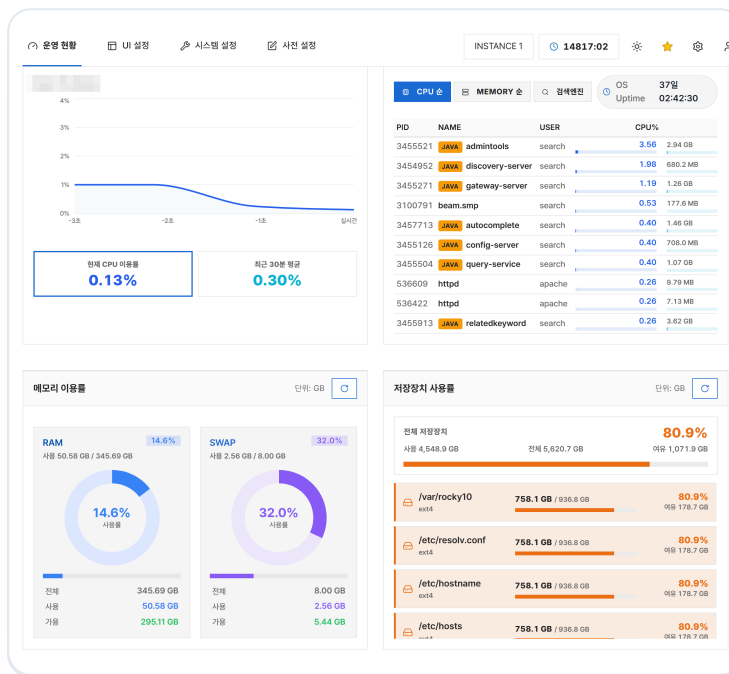 운영 현황 UI 설정 시스템 설정 사전 설정 INSTANCE 1 14817:02
4%
3%
2%
1%
0%
-3초 -2초 -1초 실시간
현재 CPU 이용률 최근 30분 평균
0.13% 0.30%
CPU 순 MEMORY 순 검색엔진 OS Uptime 37일 02:42:30
PID NAME USER CPU%
3455521 JAVA admintools search 3.56 2.94 GB
3454952 JAVA discovery-server search 1.98 680.2 MB
3455271 JAVA gateway-server search 1.19 1.26 GB
3100791 beam.smp search 0.53 177.6 MB
3457713 JAVA autocomplete search 0.40 1.46 GB
3455126 JAVA config-server search 0.40 708.0 MB
3455504 JAVA query-service search 0.40 1.07 GB
536609 httpd apache 0.26 9.79 MB
536422 httpd apache 0.26 7.13 MB
3455913 JAVA relatedkeyword search 0.26 3.62 GB
메모리 이용률 단위: GB
RAM 14.6%
사용 50.58 GB / 345.69 GB
14.6%
사용률
전체 345.69 GB
사용 50.58 GB
가용 295.11 GB
SWAP 32.0%
사용 2.56 GB / 8.00 GB
32.0%
사용률
전체 8.00 GB
사용 2.56 GB
가용 5.44 GB
저장장치 사용률 단위: GB
전체 저장장치 80.9%
사용 4,548.9 GB 전체 5,620.7 GB 여유 1,071.9 GB
/var/rocky10 758.1 GB / 936.8 GB 80.9%
ext4 여유 178.7 GB
/etc/resolv.conf 758.1 GB / 936.8 GB 80.9%
ext4 여유 178.7 GB
/etc/hostname 758.1 GB / 936.8 GB 80.9%
ext4 여유 178.7 GB
/etc/hosts 758.1 GB / 936.8 GB 80.9%
ext4 여유 178.7 GB